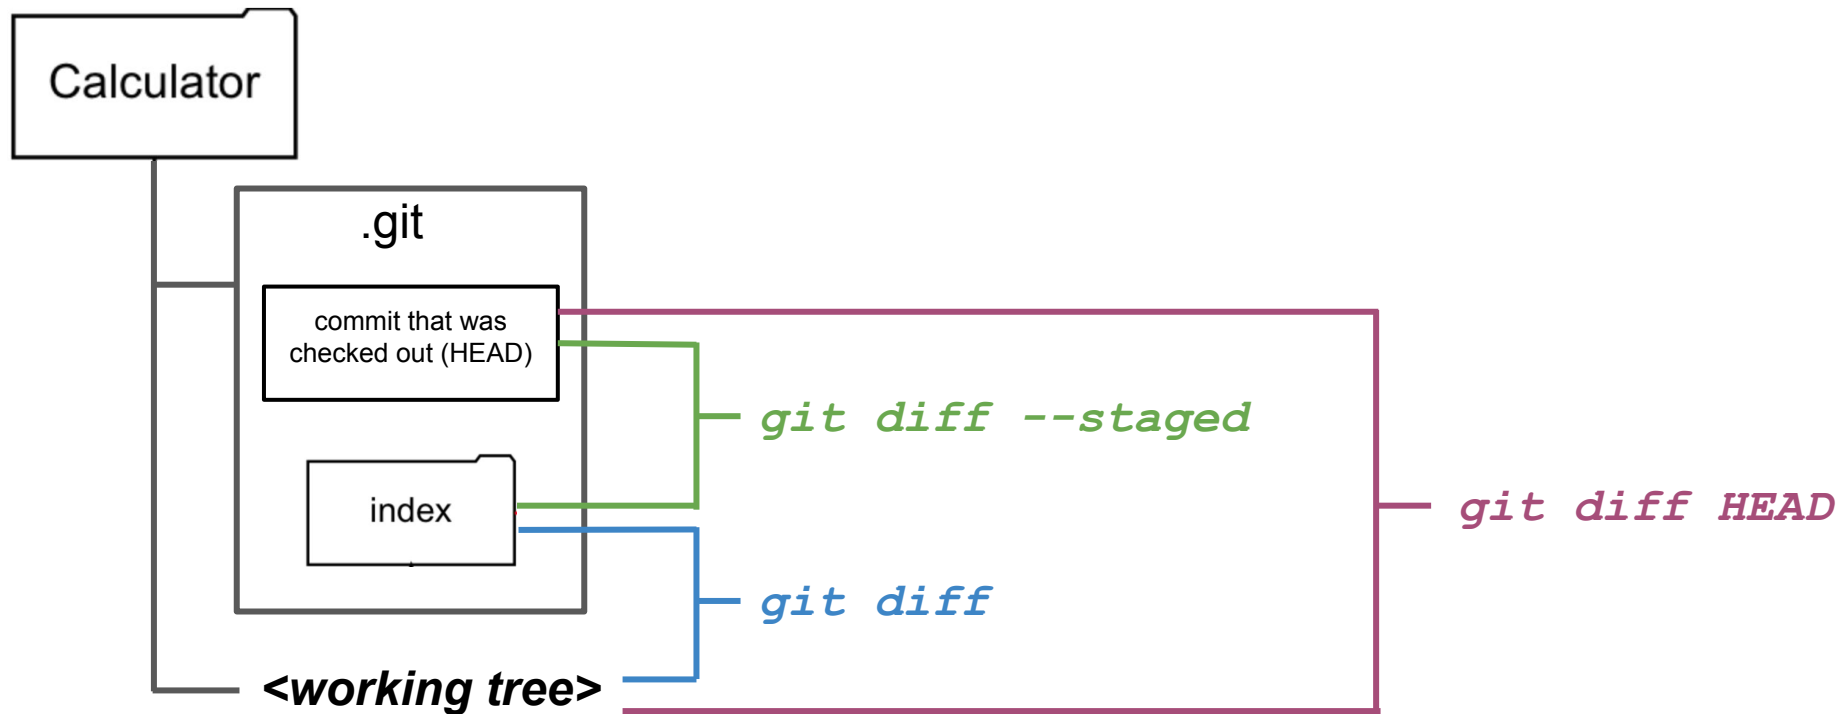 Calculator
.git
commit that was
checked out (HEAD)
git diff --staged
index
git diff HEAD
git diff
<working tree>